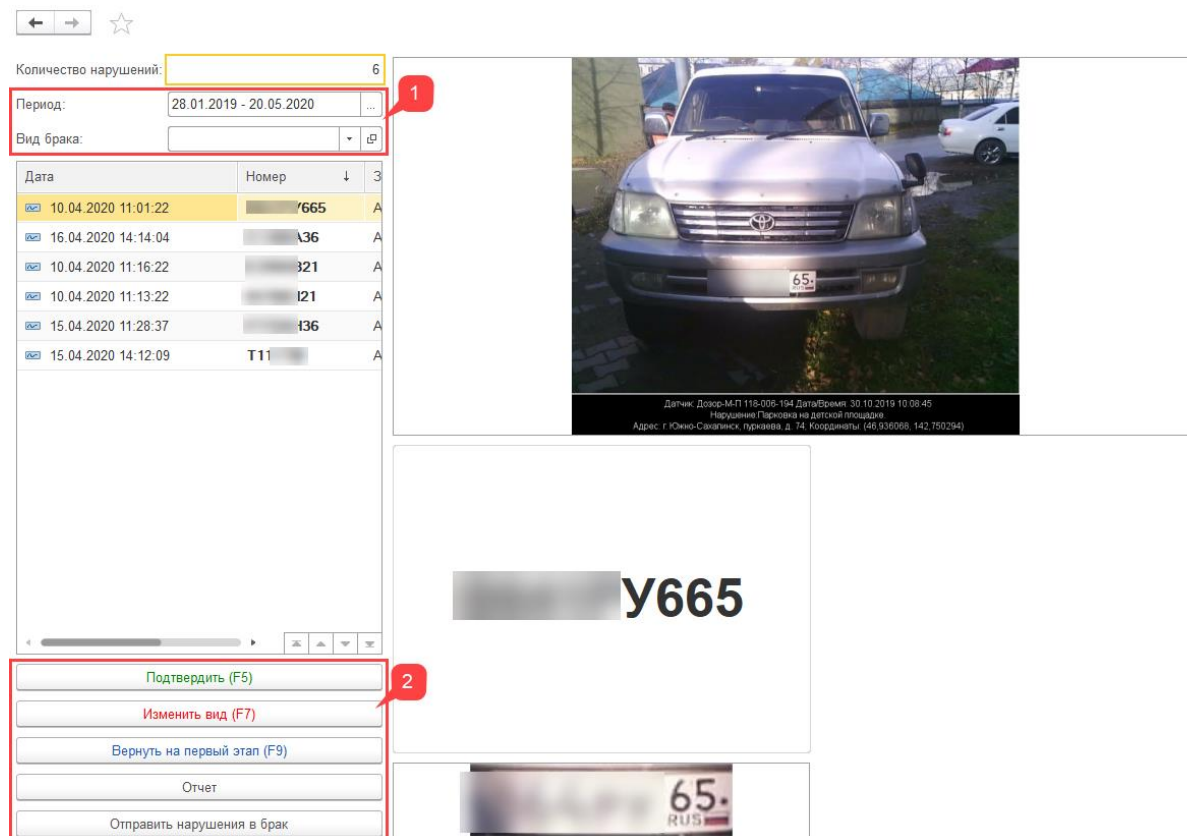 Количество нарушений: 6
1
Период: 28.01.2019 - 20.05.2020 ...
Вид брака:
Дата Номер ↓ З
10.04.2020 11:01:22 У665 А
16.04.2020 14:14:04 А36 А
10.04.2020 11:16:22 321 А
10.04.2020 11:13:22 21 А
15.04.2020 11:28:37 Н36 А
15.04.2020 14:12:09 Т11 А
65
RUS
Датчик: Дозор-М-П 118-006-194 Дата/Время: 30.10.2019 10:08:45
Нарушение:Парковка на детской площадке.
Адрес: г.Южно-Сахалинск, пуркаева, д. 74, Координаты: (46,936068, 142,750294)
У665
2
Подтвердить (F5)
Изменить вид (F7)
Вернуть на первый этап (F9)
Отчет
Отправить нарушения в брак
65
RUS